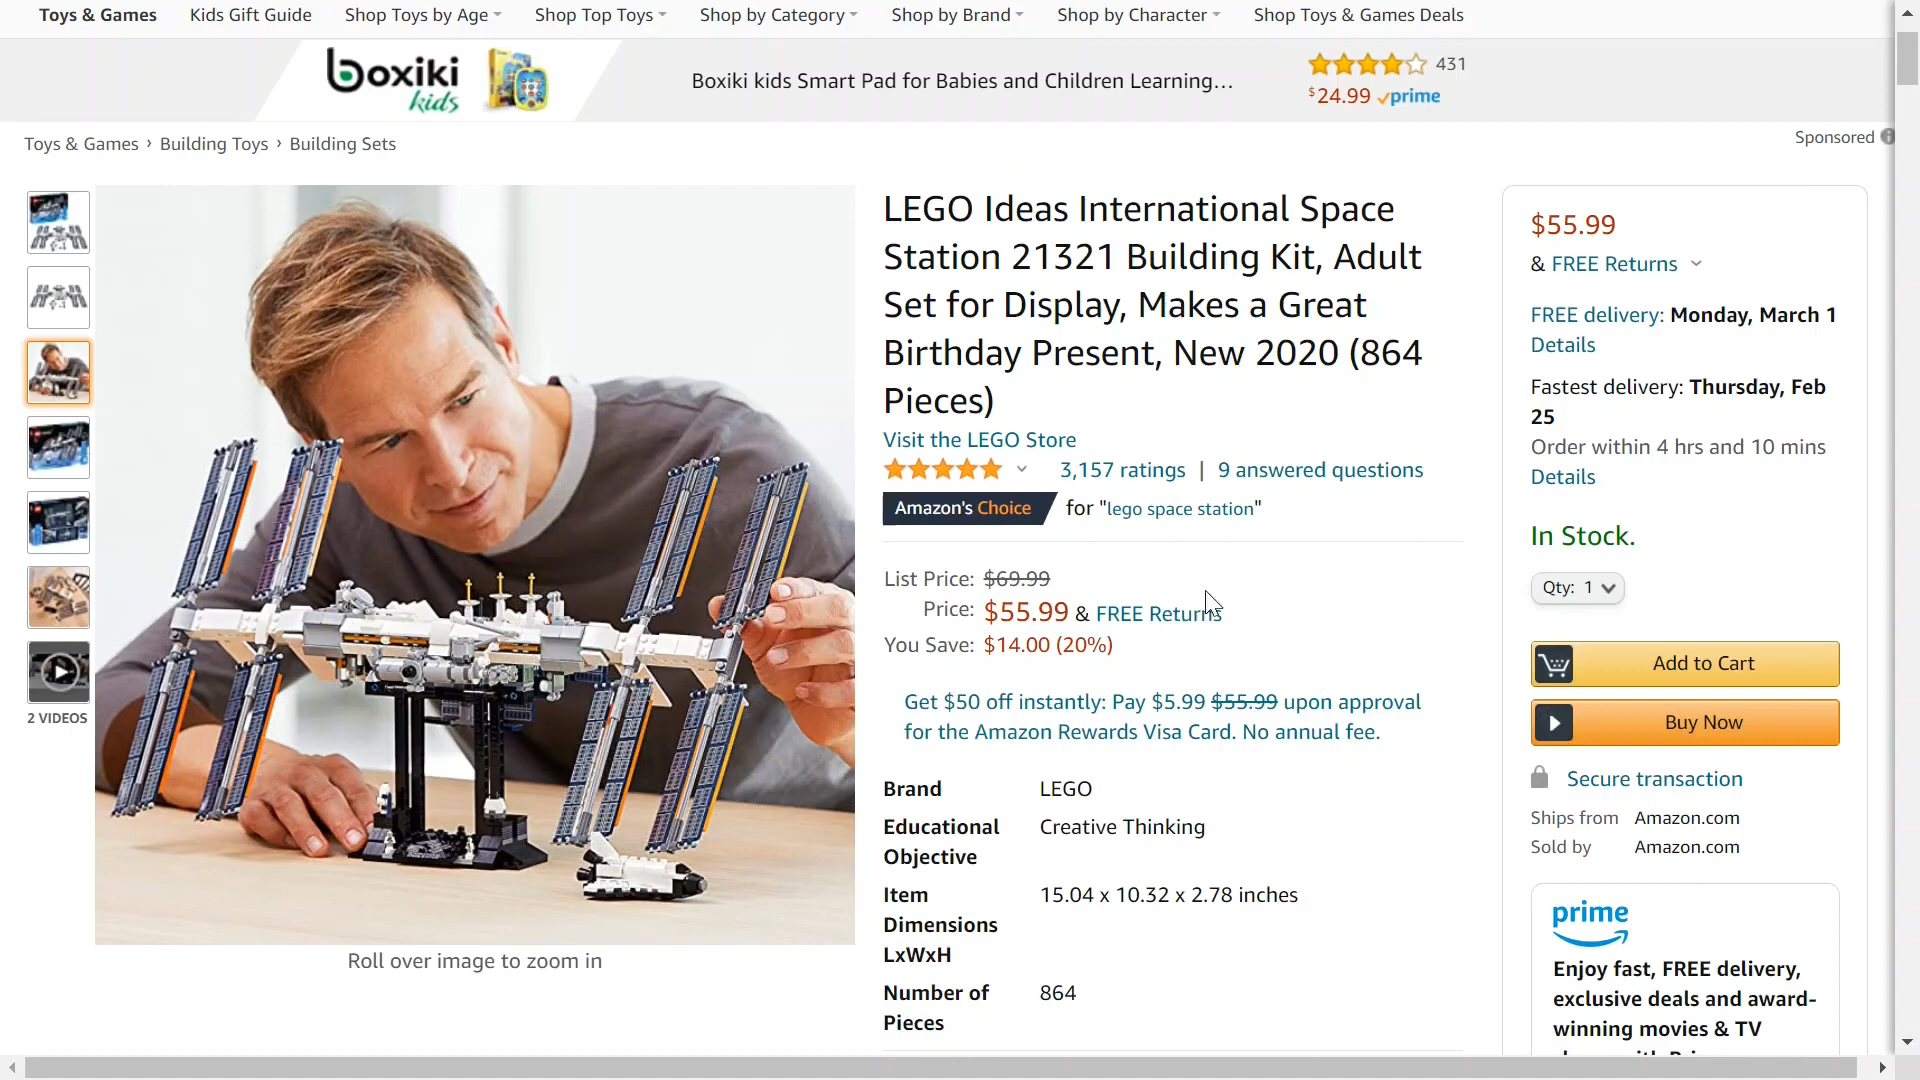 Toys & Games Kids Gift Guide Shop Toys by Age Shop Top Toys Shop by Category Shop by Brand Shop by Character Shop Toys & Games Deals
boxiki
kids
Boxiki kids Smart Pad for Babies and Children Learning...
431
$24.99 prime
Sponsored
Toys & Games › Building Toys › Building Sets
2 VIDEOS
Roll over image to zoom in
LEGO Ideas International Space
Station 21321 Building Kit, Adult
Set for Display, Makes a Great
Birthday Present, New 2020 (864
Pieces)
Visit the LEGO Store
3,157 ratings | 9 answered questions
Amazon's Choice for "lego space station"
List Price: $69.99
Price: $55.99 & FREE Returns
You Save: $14.00 (20%)
Get $50 off instantly: Pay $5.99 $55.99 upon approval
for the Amazon Rewards Visa Card. No annual fee.
Brand LEGO
Educational Creative Thinking
Objective
Item 15.04 x 10.32 x 2.78 inches
Dimensions
LxWxH
Number of 864
Pieces
$55.99
& FREE Returns
FREE delivery: Monday, March 1
Details
Fastest delivery: Thursday, Feb
25
Order within 4 hrs and 10 mins
Details
In Stock.
Qty: 1
Add to Cart
Buy Now
Secure transaction
Ships from Amazon.com
Sold by Amazon.com
prime
Enjoy fast, FREE delivery,
exclusive deals and award-
winning movies & TV